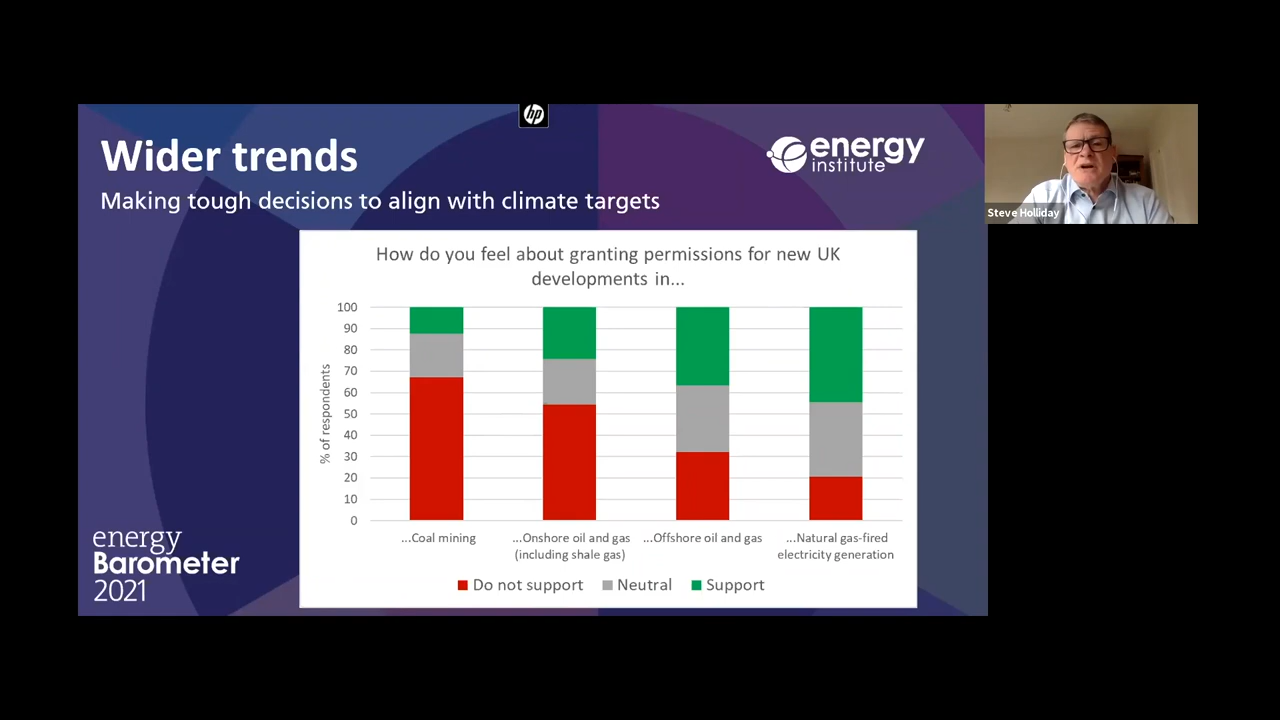 hp
Wider trends
energy
institute
Making tough decisions to align with climate targets
Steve Holliday
How do you feel about granting permissions for new UK
developments in...
100
90
80
70
60
50
40
30
20
10
0
% of respondents
...Coal mining
...Onshore oil and gas
(including shale gas)
...Offshore oil and gas
...Natural gas-fired
electricity generation
Do not support
Neutral
Support
energy
Barometer
2021